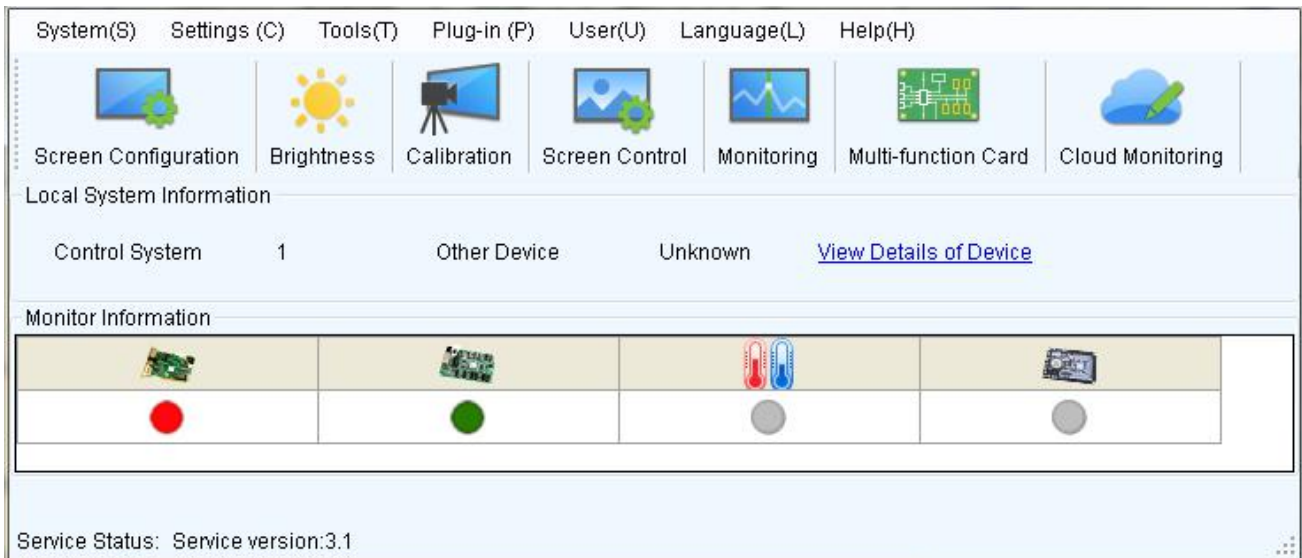 System(S) Settings (C) Tools(T) Plug-in (P) User(U) Language(L) Help(H)
Screen Configuration Brightness Calibration Screen Control Monitoring Multi-function Card Cloud Monitoring
Local System Information
Control System 1 Other Device Unknown View Details of Device
Monitor Information
Service Status: Service version:3.1